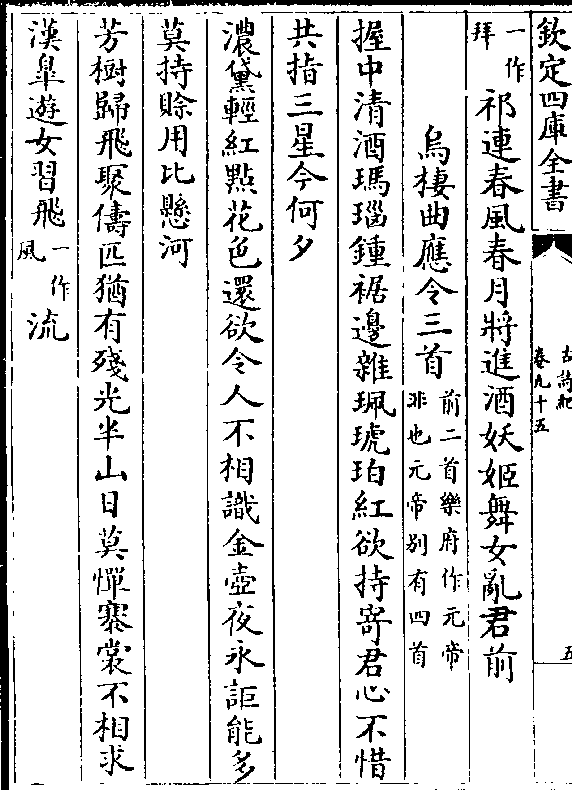 欽定四庫全書
古詩紀
卷九十五
五
一作拜祁連春風春月將進酒妖姬舞女亂君前
烏棲曲應令三首前二首樂府作元帝非也元帝别有四首
握中清酒瑪瑙鍾裾邊雜珮琥珀紅欲持寄君心不惜
共指三星今何夕
濃黛輕紅點花色還欲令人不相識金壺夜永詎能多
莫持賒用比懸河
芳樹歸飛聚儔匹猶有殘光半山日莫憚褰裳不相求
漢臯遊女習飛一作風流